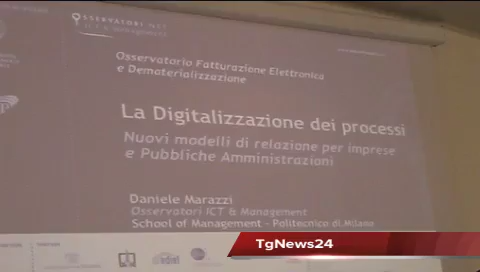 OSSERVATORI.NET
Osservatorio Fatturazione Elettronica
e Dematerializzazione
La Digitalizzazione dei processi
Nuovi modelli di relazione per imprese
e Pubbliche Amministrazioni
Daniele Marazzi
Osservatori ICT & Management
School of Management – Politecnico di Milano
TgNews24